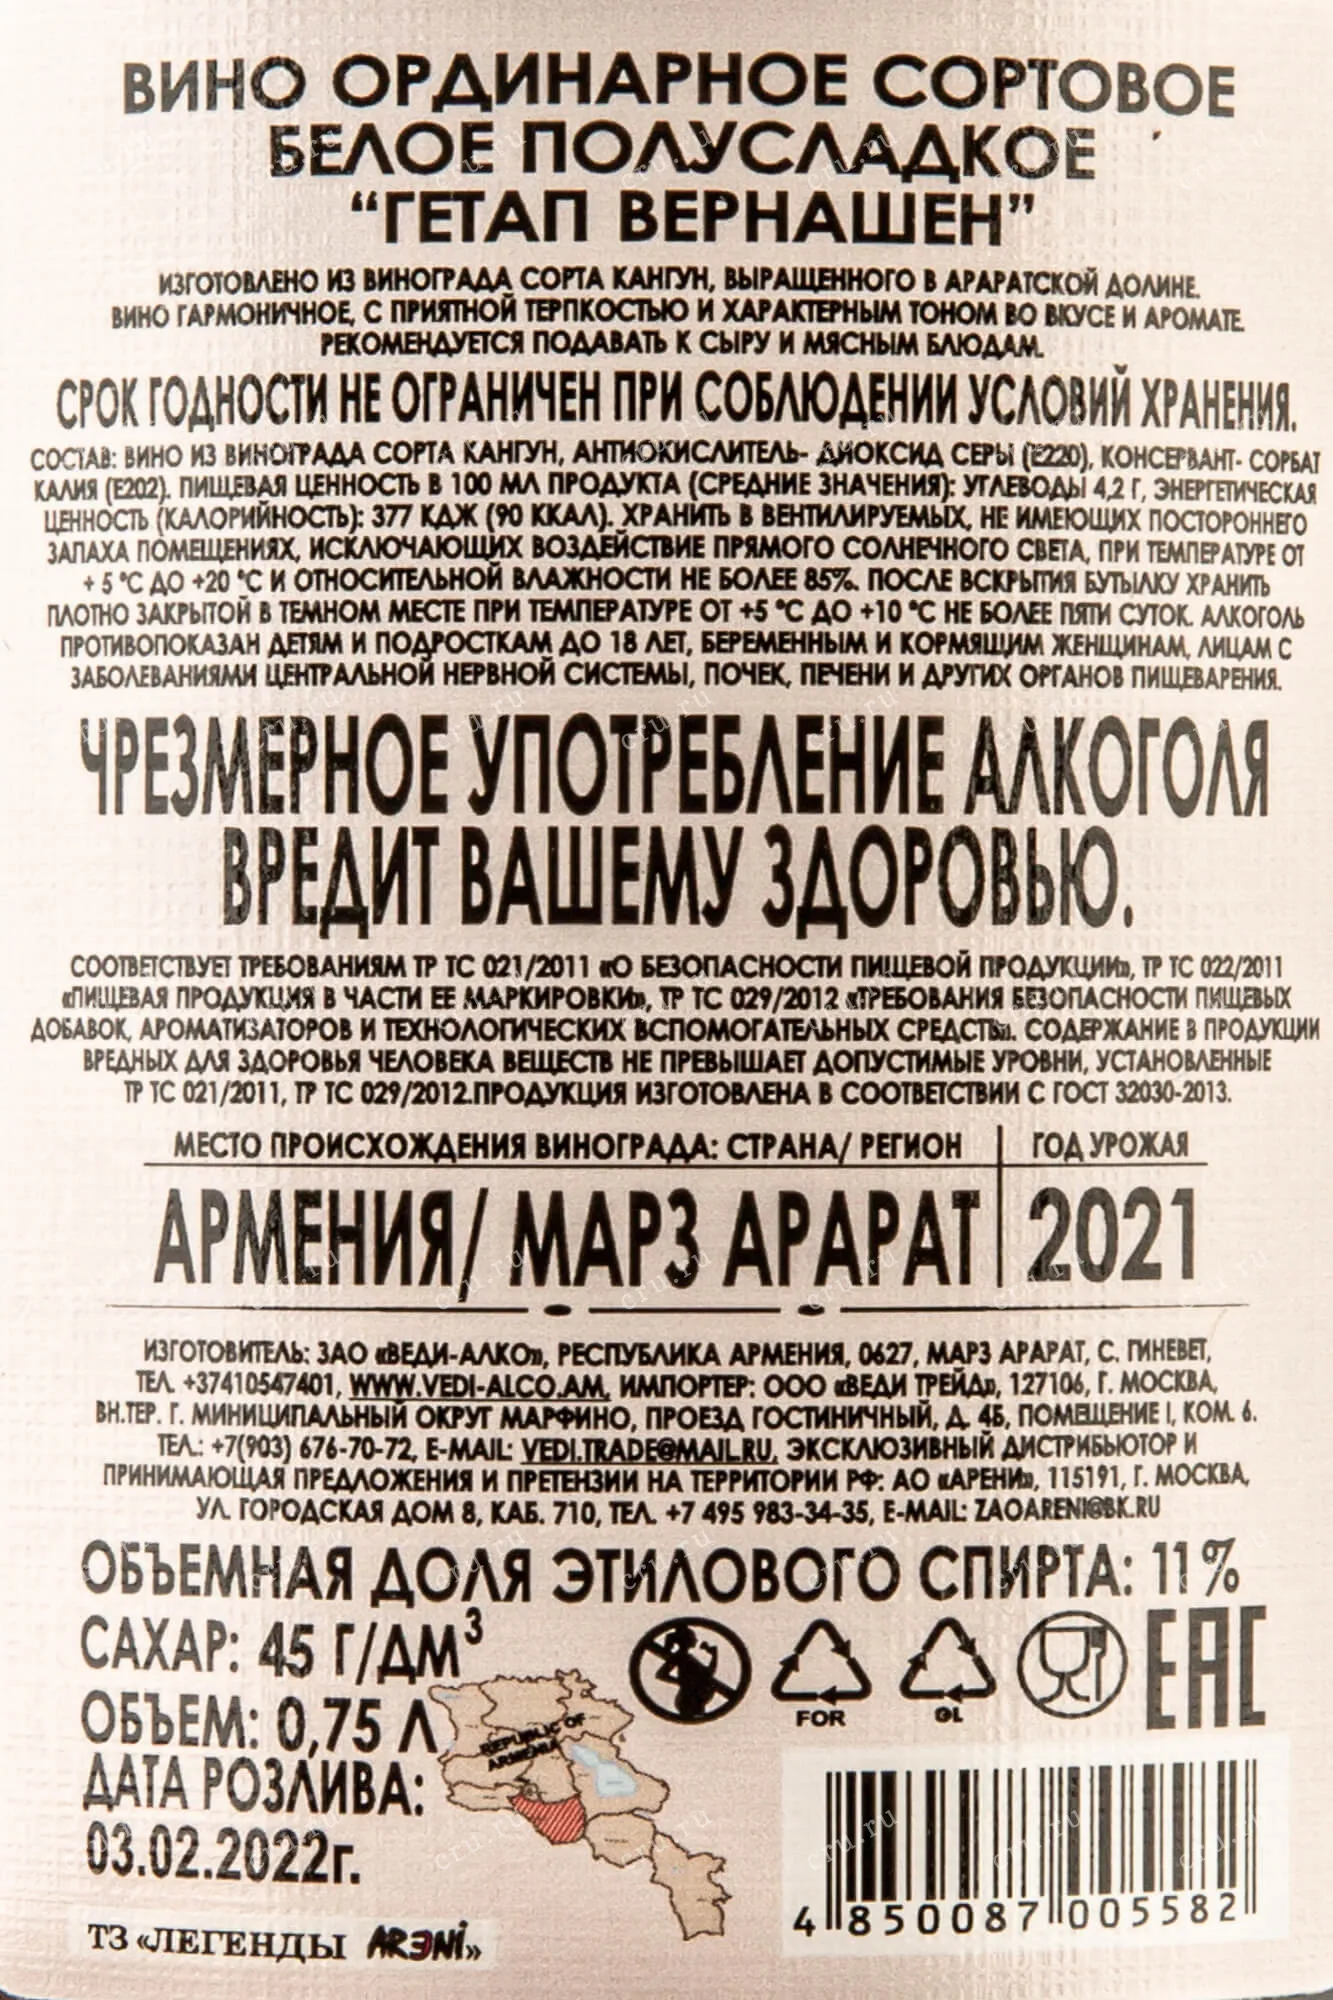 ВИНО ОРДИНАРНОЕ СОРТОВОЕ
БЕЛОЕ ПОЛУСЛАДКОЕ
“ГЕТАП ВЕРНАШЕН”
ИЗГОТОВЛЕНО ИЗ ВИНОГРАДА СОРТА КАНГУН, ВЫРАЩЕННОГО В АРАРАТСКОЙ ДОЛИНЕ.
ВИНО ГАРМОНИЧНОЕ, С ПРИЯТНОЙ ТЕРПКОСТЬЮ И ХАРАКТЕРНЫМ ТОНОМ ВО ВКУСЕ И АРОМАТЕ.
РЕКОМЕНДУЕТСЯ ПОДАВАТЬ К СЫРУ И МЯСНЫМ БЛЮДАМ.
СРОК ГОДНОСТИ НЕ ОГРАНИЧЕН ПРИ СОБЛЮДЕНИИ УСЛОВИЙ ХРАНЕНИЯ.
СОСТАВ: ВИНО ИЗ ВИНОГРАДА СОРТА КАНГУН, АНТИОКИСЛИТЕЛЬ- ДИОКСИД СЕРЫ (Е220), КОНСЕРВАНТ- СОРБАТ
КАЛИЯ (Е202). ПИЩЕВАЯ ЦЕННОСТЬ В 100 МЛ ПРОДУКТА (СРЕДНИЕ ЗНАЧЕНИЯ): УГЛЕВОДЫ 4,2 Г, ЭНЕРГЕТИЧЕСКАЯ
ЦЕННОСТЬ (КАЛОРИЙНОСТЬ): 377 КДЖ (90 ККАЛ). ХРАНИТЬ В ВЕНТИЛИРУЕМЫХ, НЕ ИМЕЮЩИХ ПОСТОРОННЕГО
ЗАПАХА ПОМЕЩЕНИЯХ, ИСКЛЮЧАЮЩИХ ВОЗДЕЙСТВИЕ ПРЯМОГО СОЛНЕЧНОГО СВЕТА, ПРИ ТЕМПЕРАТУРЕ ОТ
+ 5 °С ДО +20 °С И ОТНОСИТЕЛЬНОЙ ВЛАЖНОСТИ НЕ БОЛЕЕ 85%. ПОСЛЕ ВСКРЫТИЯ БУТЫЛКУ ХРАНИТЬ
ПЛОТНО ЗАКРЫТОЙ В ТЕМНОМ МЕСТЕ ПРИ ТЕМПЕРАТУРЕ ОТ +5 °С ДО +10 °С НЕ БОЛЕЕ ПЯТИ СУТОК. АЛКОГОЛЬ
ПРОТИВОПОКАЗАН ДЕТЯМ И ПОДРОСТКАМ ДО 18 ЛЕТ, БЕРЕМЕННЫМ И КОРМЯЩИМ ЖЕНЩИНАМ, ЛИЦАМ С
ЗАБОЛЕВАНИЯМИ ЦЕНТРАЛЬНОЙ НЕРВНОЙ СИСТЕМЫ, ПОЧЕК, ПЕЧЕНИ И ДРУГИХ ОРГАНОВ ПИЩЕВАРЕНИЯ.
ЧРЕЗМЕРНОЕ УПОТРЕБЛЕНИЕ АЛКОГОЛЯ
ВРЕДИТ ВАШЕМУ ЗДОРОВЬЮ.
СООТВЕТСТВУЕТ ТРЕБОВАНИЯМ ТР ТС 021/2011 «О БЕЗОПАСНОСТИ ПИЩЕВОЙ ПРОДУКЦИИ», ТР ТС 022/2011
«ПИЩЕВАЯ ПРОДУКЦИЯ В ЧАСТИ ЕЕ МАРКИРОВКИ», ТР ТС 029/2012 «ТРЕБОВАНИЯ БЕЗОПАСНОСТИ ПИЩЕВЫХ
ДОБАВОК, АРОМАТИЗАТОРОВ И ТЕХНОЛОГИЧЕСКИХ ВСПОМОГАТЕЛЬНЫХ СРЕДСТВ». СОДЕРЖАНИЕ В ПРОДУКЦИИ
ВРЕДНЫХ ДЛЯ ЗДОРОВЬЯ ЧЕЛОВЕКА ВЕЩЕСТВ НЕ ПРЕВЫШАЕТ ДОПУСТИМЫЕ УРОВНИ, УСТАНОВЛЕННЫЕ
ТР ТС 021/2011, ТР ТС 029/2012.ПРОДУКЦИЯ ИЗГОТОВЛЕНА В СООТВЕТСТВИИ С ГОСТ 32030-2013.
МЕСТО ПРОИСХОЖДЕНИЯ ВИНОГРАДА: СТРАНА/ РЕГИОН ГОД УРОЖАЯ
АРМЕНИЯ/ МАРЗ АРАРАТ 2021
ИЗГОТОВИТЕЛЬ: ЗАО «ВЕДИ-АЛКО», РЕСПУБЛИКА АРМЕНИЯ, 0627, МАРЗ АРАРАТ, С. ГИНЕВЕТ,
ТЕЛ. +37410547401, WWW.VEDI-ALCO.AM, ИМПОРТЕР: ООО «ВЕДИ ТРЕЙД», 127106, Г. МОСКВА,
ВН.ТЕР. Г. МИНИЦИПАЛЬНЫЙ ОКРУГ МАРФИНО, ПРОЕЗД ГОСТИНИЧНЫЙ, Д. 4Б, ПОМЕЩЕНИЕ I, КОМ. 6.
ТЕЛ.: +7(903) 676-70-72, E-MAIL: VEDI.TRADE@MAIL.RU, ЭКСКЛЮЗИВНЫЙ ДИСТРИБЬЮТОР И
ПРИНИМАЮЩАЯ ПРЕДЛОЖЕНИЯ И ПРЕТЕНЗИИ НА ТЕРРИТОРИИ РФ: АО «АРЕНИ», 115191, Г. МОСКВА,
УЛ. ГОРОДСКАЯ ДОМ 8, КАБ. 710, ТЕЛ. +7 495 983-34-35, E-MAIL: ZAOARENI@BK.RU
ОБЪЕМНАЯ ДОЛЯ ЭТИЛОВОГО СПИРТА: 11%
САХАР: 45 Г/ДМ³
ОБЪЕМ: 0,75 Л
ДАТА РОЗЛИВА:
03.02.2022г.
REPUBLIC OF
ARMENIA
FOR
GL
EAC
4 850087 005582
ТЗ «ЛЕГЕНДЫ ARENI»
cru.ru